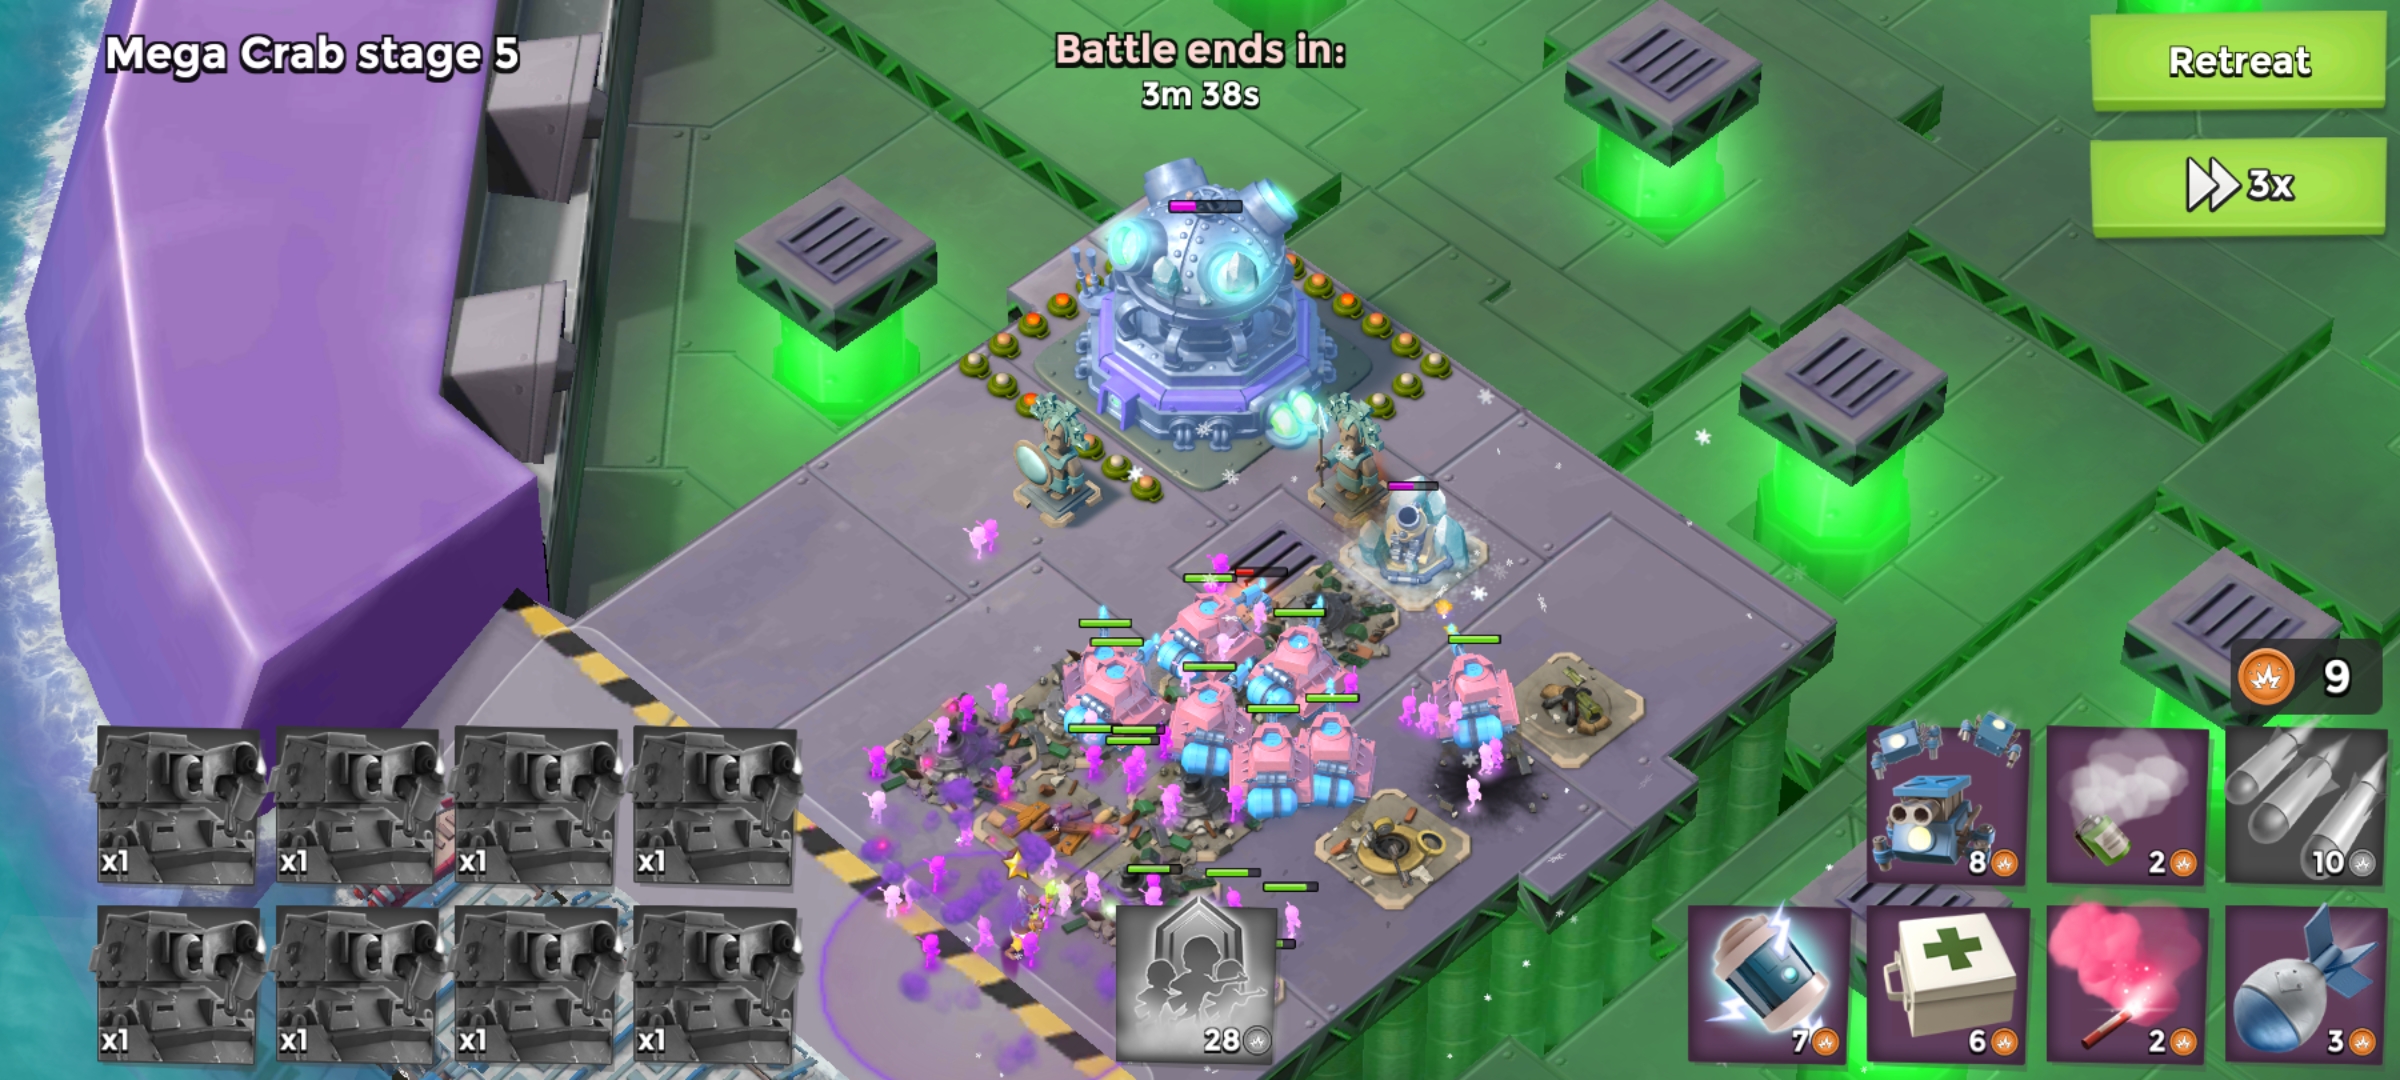 Mega Crab stage 5
Battle ends in:
3m 38s
Retreat
3x
9
8
2
10
x1
x1
x1
x1
x1
x1
x1
x1
28
7
6
2
3